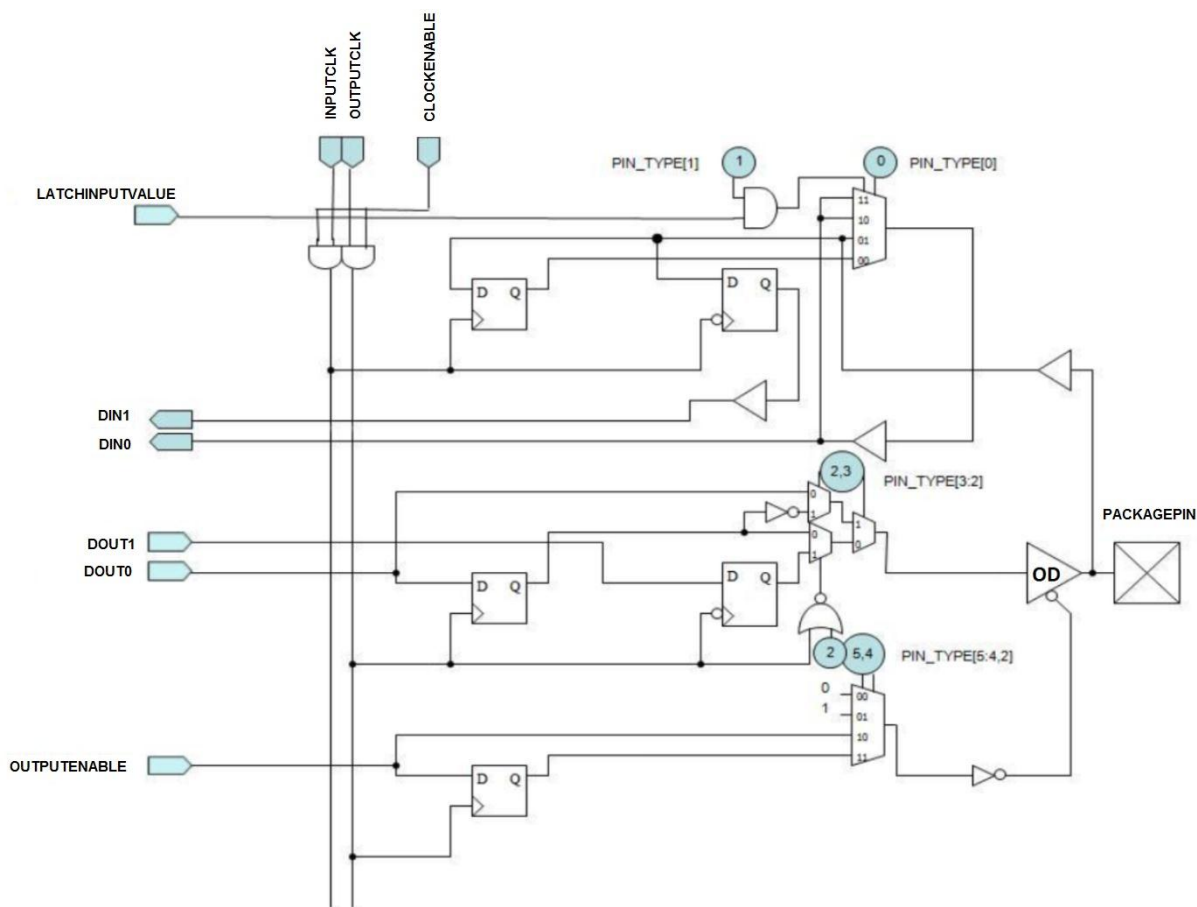 INPUTCLK
OUTPUTCLK
CLOCKENABLE
PIN_TYPE[1]
1
0
PIN_TYPE[0]
LATCHINPUTVALUE
11
10
01
00
D Q
D Q
DIN1
DIN0
2,3
PIN_TYPE[3:2]
0
1
1
0
0
1
PACKAGEPIN
DOUT1
DOUT0
D Q
D Q
OD
2
5,4
PIN_TYPE[5:4,2]
0
1
00
01
10
11
OUTPUTENABLE
D Q